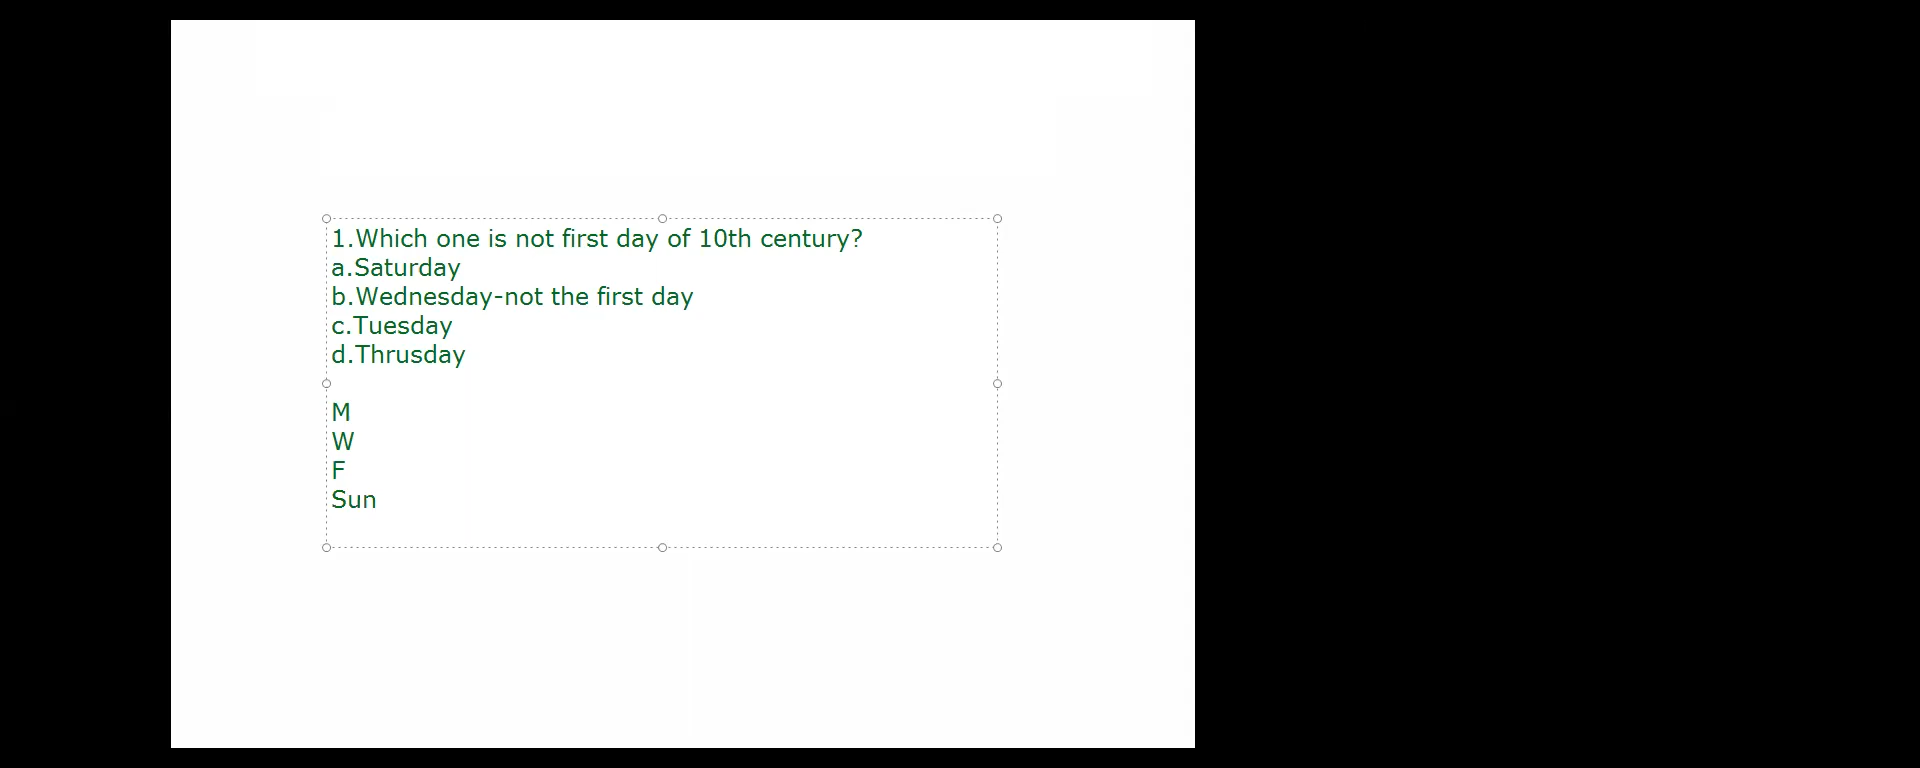 1.Which one is not first day of 10th century?
a.Saturday
b.Wednesday-not the first day
c.Tuesday
d.Thrusday
M
W
F
Sun